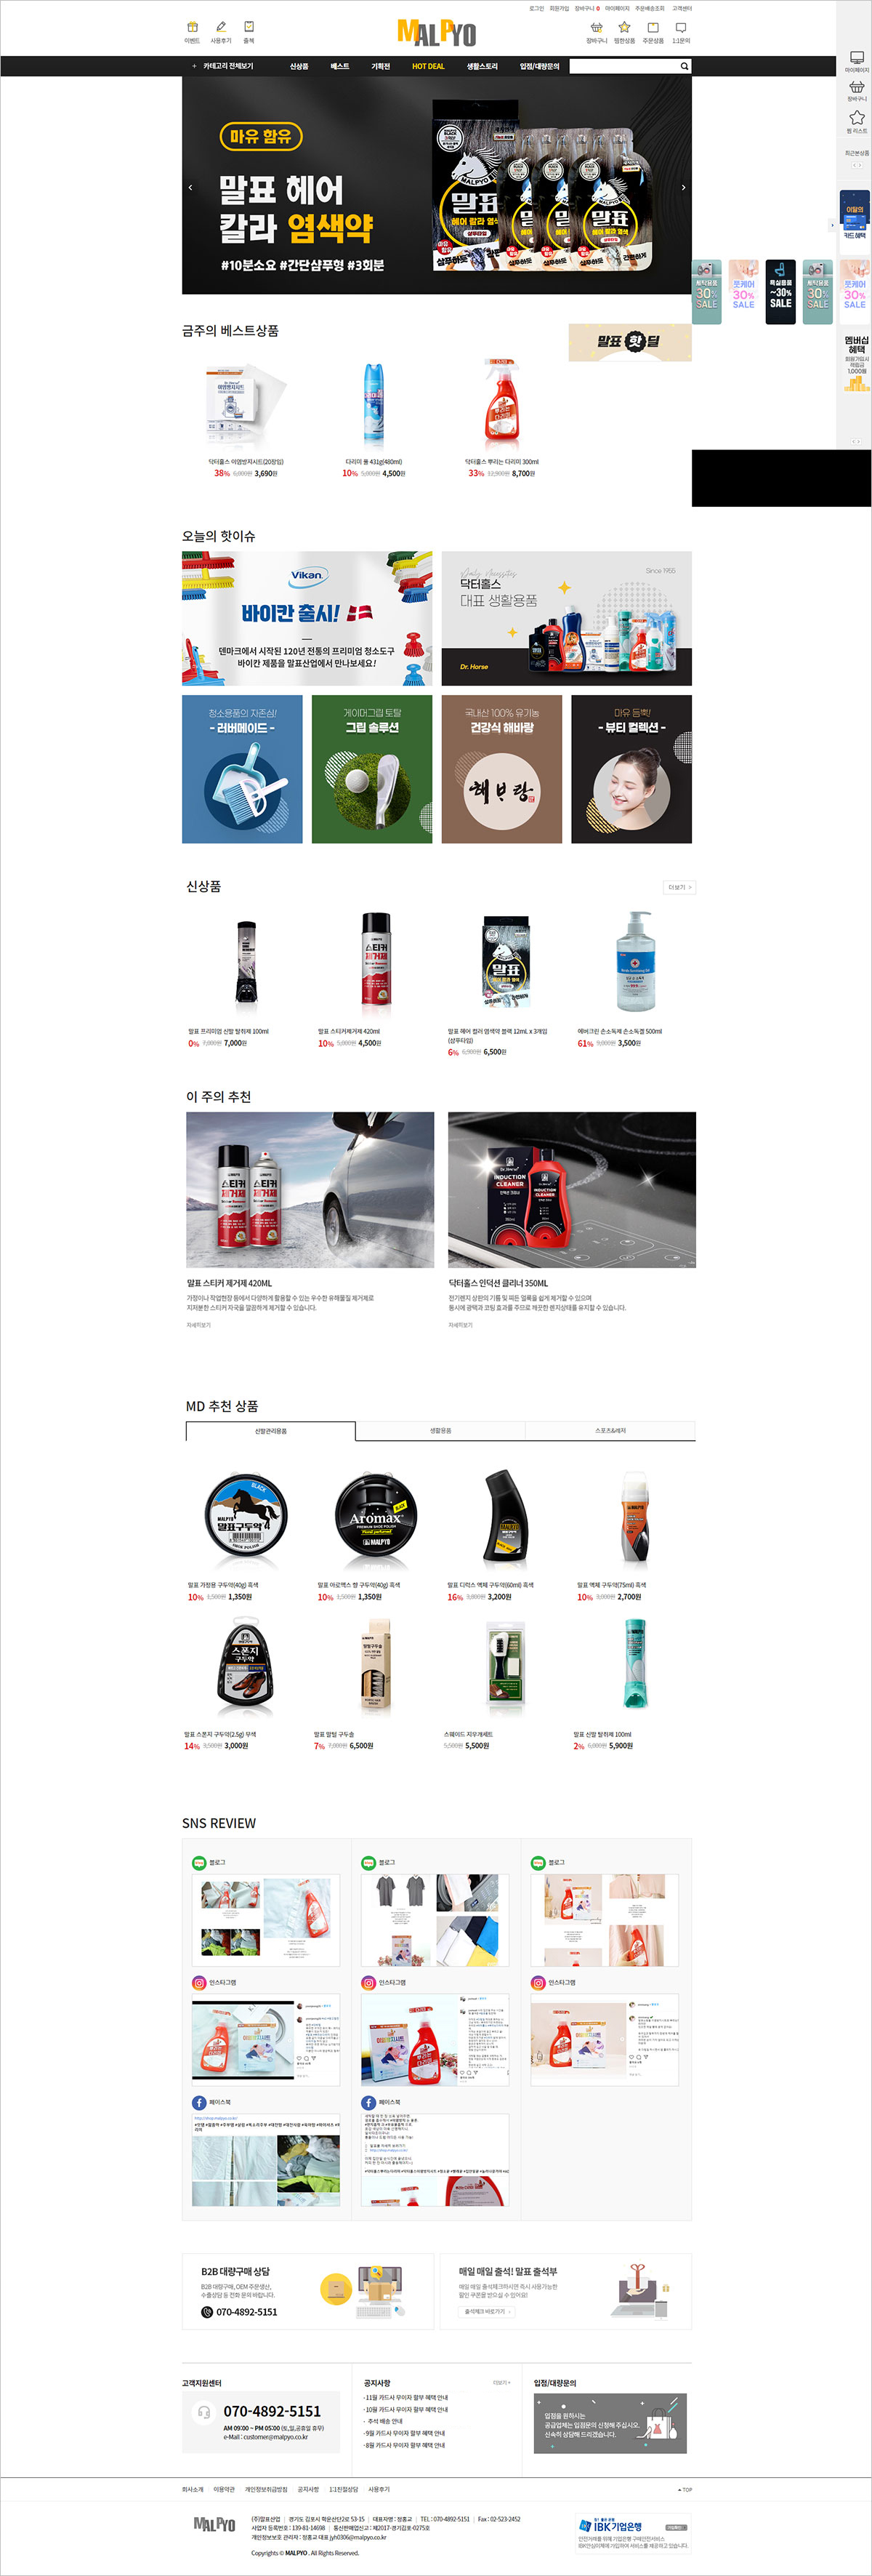 로그인 회원가입 장바구니 0 마이페이지 주문배송조회 고객센터
이벤트 사용후기 출첵
MALPYO
장바구니 찜한상품 주문상품 1:1문의
+ 카테고리 전체보기 신상품 베스트 기획전 HOT DEAL 생활스토리 입점/대량문의
마이페이지
장바구니
찜 리스트
최근본상품
마유 함유
말표 헤어
칼라 염색약
#10분소요 #간단샴푸형 #3회분
이달의
카드혜택
세탁용품 30% SALE
풋케어 30% SALE
욕실용품 ~30% SALE
세탁용품 30% SALE
풋케어 30% SALE
멤버십
혜택
회원가입시
적립금
1,000원
금주의 베스트상품
말표 핫 딜
닥터홀스 이염방지시트(20장입)
38% 6,000원 3,690원
다리미 풀 431g(480ml)
10% 5,000원 4,500원
닥터홀스 뿌리는 다리미 300ml
33% 12,900원 8,700원
오늘의 핫이슈
Vikan.
바이칸 출시!
덴마크에서 시작된 120년 전통의 프리미엄 청소도구
바이칸 제품을 말표산업에서 만나보세요!
Daily Necessities
Since 1955
닥터홀스
대표 생활용품
Dr. Horse
청소용품의 자존심!
- 러버메이드 -
게이머그립 토탈
그립 솔루션
국내산 100% 유기농
건강식 해바랑
해바랑
마유 듬뿍!
- 뷰티 컬렉션 -
신상품
더보기 >
말표 프리미엄 신발 탈취제 100ml
0% 7,000원 7,000원
말표 스티커제거제 420ml
10% 5,000원 4,500원
말표 헤어 컬러 염색약 블랙 12mL x 3개입
(샴푸타입)
6% 6,900원 6,500원
에버크린 손소독제 손소독겔 500ml
61% 9,000원 3,500원
이 주의 추천
스티커
제거제
Dr. Horse
INDUCTION
CLEANER
말표 스티커 제거제 420ML
가정이나 작업현장 등에서 다양하게 활용할 수 있는 우수한 유해물질 제거제로
지저분한 스티커 자국을 말끔하게 제거할 수 있습니다.
자세히보기
닥터홀스 인덕션 클리너 350ML
전기렌지 상판의 기름 및 찌든 얼룩을 쉽게 제거할 수 있으며
동시에 광택과 코팅 효과를 주므로 깨끗한 렌지상태를 유지할 수 있습니다.
자세히보기
MD 추천 상품
신발관리용품 생활용품 스포츠&레저
말표 가정용 구두약(40g) 흑색
10% 1,500원 1,350원
말표 아로맥스 향 구두약(40g) 흑색
10% 1,500원 1,350원
말표 디럭스 액체 구두약(60ml) 흑색
16% 3,800원 3,200원
말표 액체 구두약(75ml) 흑색
10% 3,000원 2,700원
말표 스폰지 구두약(2.5g) 무색
14% 3,500원 3,000원
말표 말털 구두솔
7% 7,000원 6,500원
스웨이드 지우개세트
5,500원 5,500원
말표 신발 탈취제 100ml
2% 6,000원 5,900원
SNS REVIEW
블로그 블로그 블로그
인스타그램 인스타그램 인스타그램
페이스북 페이스북
B2B 대량구매 상담
B2B 대량구매, OEM 주문생산,
수출상담 등 전화 문의 바랍니다.
070-4892-5151
매일 매일 출석! 말표 출석부
매일 매일 출석체크하시면 즉시 사용가능한
할인 쿠폰을 받으실 수 있어요!
출석체크 바로가기 >
고객지원센터
070-4892-5151
AM 09:00 ~ PM 05:00 (토,일,공휴일 휴무)
e-Mail : customer@malpyo.co.kr
공지사항
더보기 +
· 11월 카드사 무이자 할부 혜택 안내
· 10월 카드사 무이자 할부 혜택 안내
· 추석 배송 안내
· 9월 카드사 무이자 할부 혜택 안내
· 8월 카드사 무이자 할부 혜택 안내
입점/대량문의
입점을 원하시는
공급업체는 입점문의 신청해 주십시오.
신속히 상담해 드리겠습니다.
회사소개 이용약관 개인정보취급방침 공지사항 1:1친절상담 사용후기
TOP
MALPYO
(주)말표산업 | 경기도 김포시 학운산단2로 53-15 | 대표자명 : 정홍교 | TEL : 070-4892-5151 | Fax : 02-523-2452
사업자 등록번호 : 139-81-14698 | 통신판매업신고 : 제2017-경기김포-0275호
개인정보보호 관리자 : 정홍교 대표 jyh0306@malpyo.co.kr
Copyrights © MALPYO. All Rights Reserved.
IBK기업은행
안전거래를 위해 기업은행 구매안전서비스
IBK안심이체에 가입하여 서비스를 제공하고 있습니다.